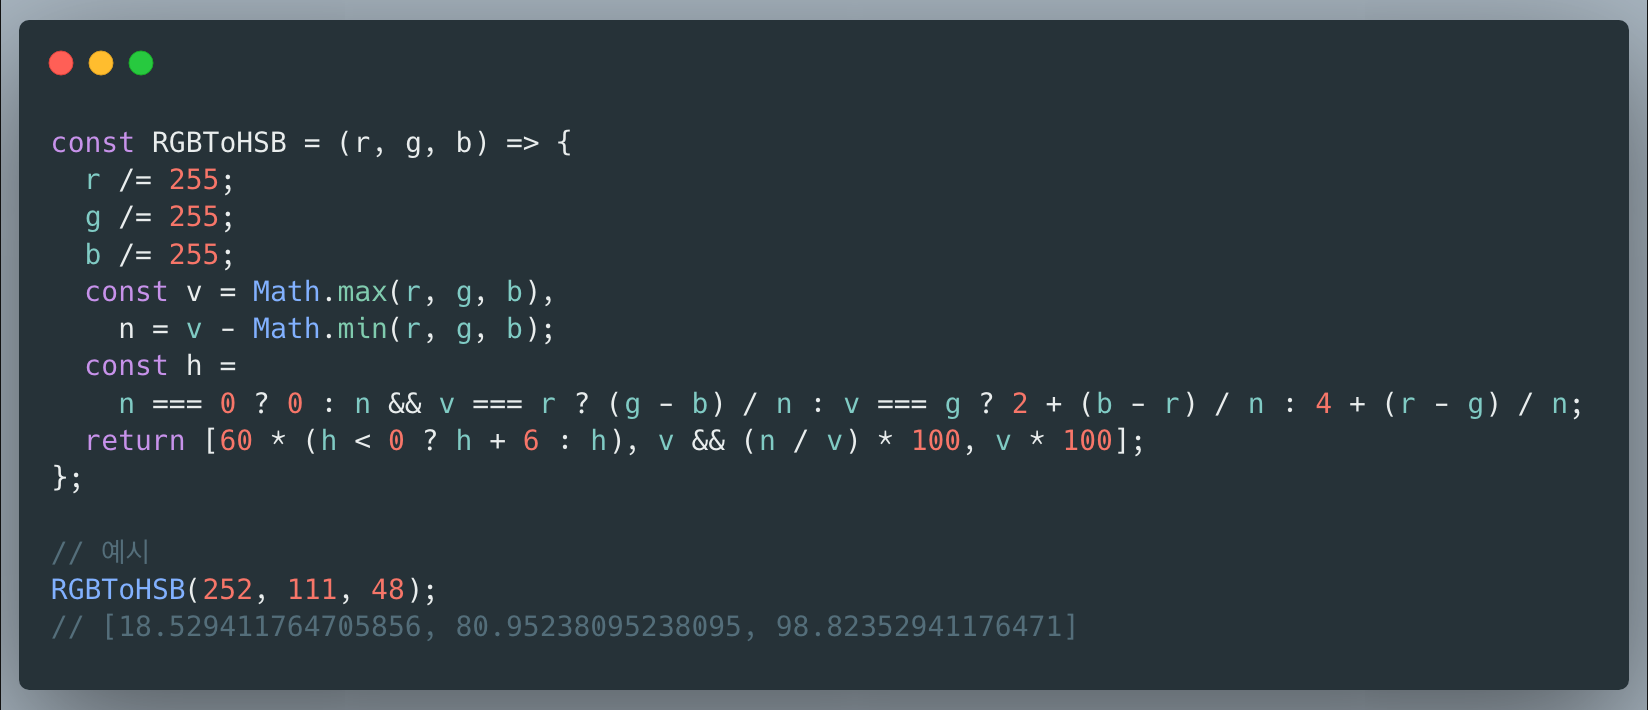 const RGBToHSB = (r, g, b) => {
  r /= 255;
  g /= 255;
  b /= 255;
  const v = Math.max(r, g, b),
    n = v - Math.min(r, g, b);
  const h =
    n === 0 ? 0 : n && v === r ? (g - b) / n : v === g ? 2 + (b - r) / n : 4 + (r - g) / n;
  return [60 * (h < 0 ? h + 6 : h), v && (n / v) * 100, v * 100];
};

// 예시
RGBToHSB(252, 111, 48);
// [18.529411764705856, 80.95238095238095, 98.82352941176471]